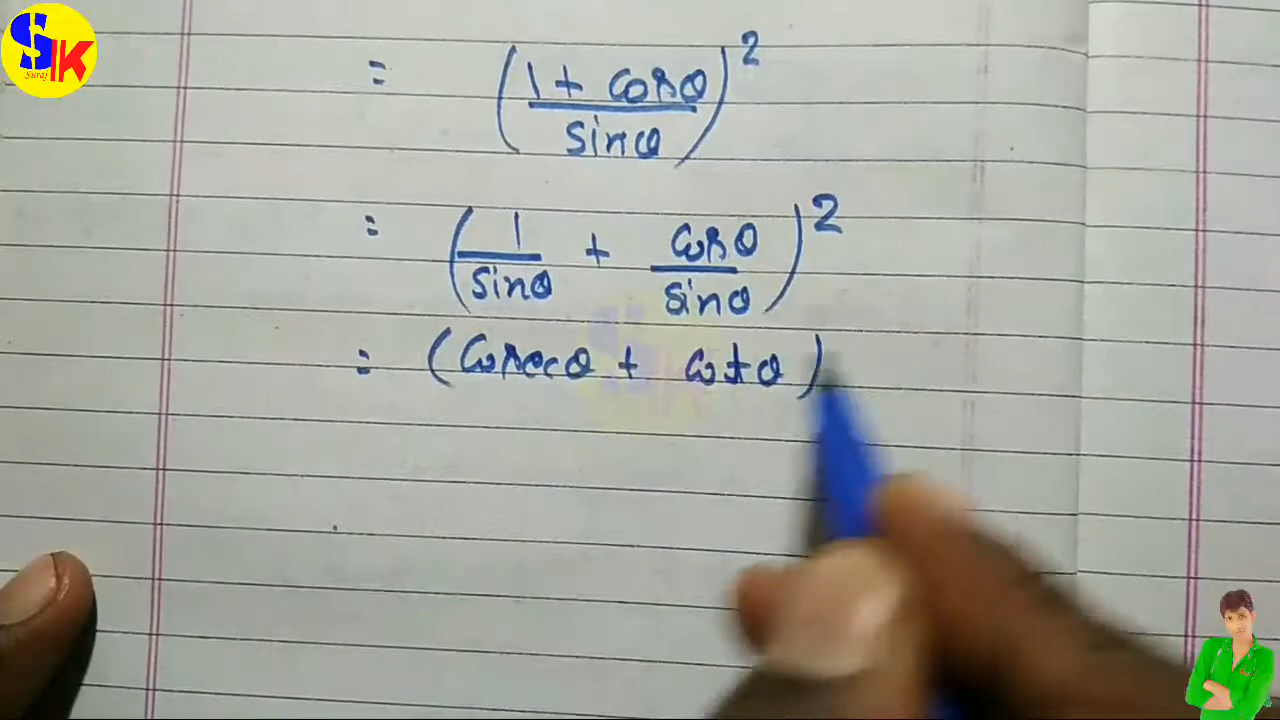 SK
Suraj
= (1 + cosθ / sinθ)²
= (1 / sinθ + cosθ / sinθ)²
= (cosecθ + cotθ)